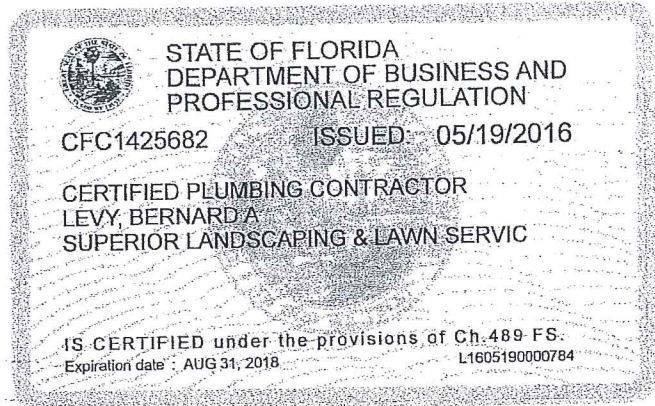 STATE OF FLORIDA
DEPARTMENT OF BUSINESS AND
PROFESSIONAL REGULATION
CFC1425682 ISSUED: 05/19/2016
CERTIFIED PLUMBING CONTRACTOR
LEVY, BERNARD A
SUPERIOR LANDSCAPING & LAWN SERVIC
IS CERTIFIED under the provisions of Ch.489 FS.
Expiration date : AUG 31, 2018 L1605190000784